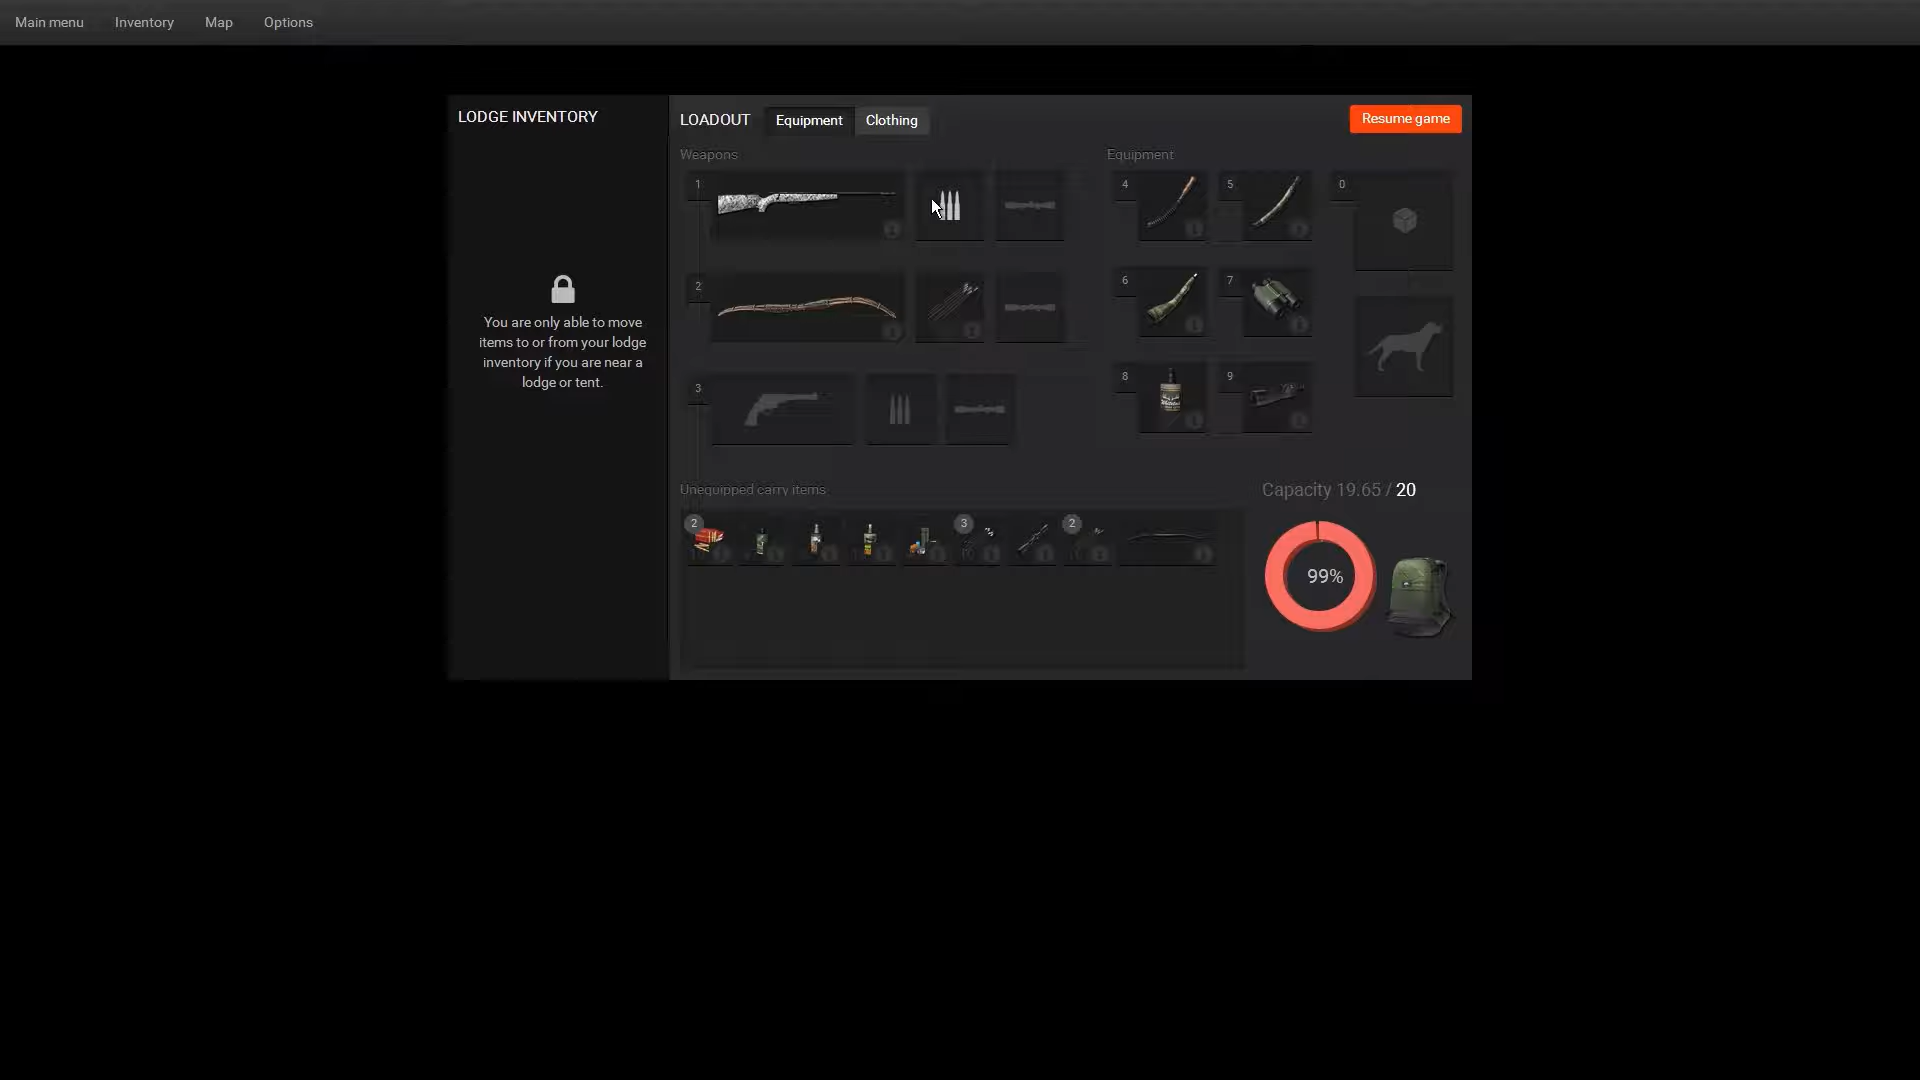 Main menu Inventory Map Options
LODGE INVENTORY
LOADOUT Equipment Clothing Resume game
Weapons Equipment
1 4 5 0
2 6 7
You are only able to move
items to or from your lodge
inventory if you are near a
lodge or tent.
3 8 9
Unequipped carry items Capacity 19.65 / 20
2 3 2
99%